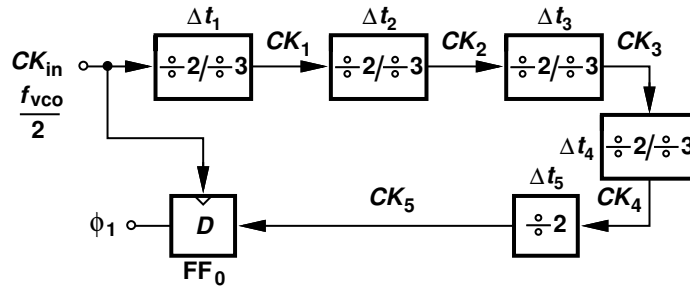 Δt1 Δt2 Δt3
CKin ÷2/÷3 CK1 ÷2/÷3 CK2 ÷2/÷3 CK3
fvco
2
Δt4 ÷2/÷3
Δt5
CK5 CK4
ϕ1 D ÷2
FF0